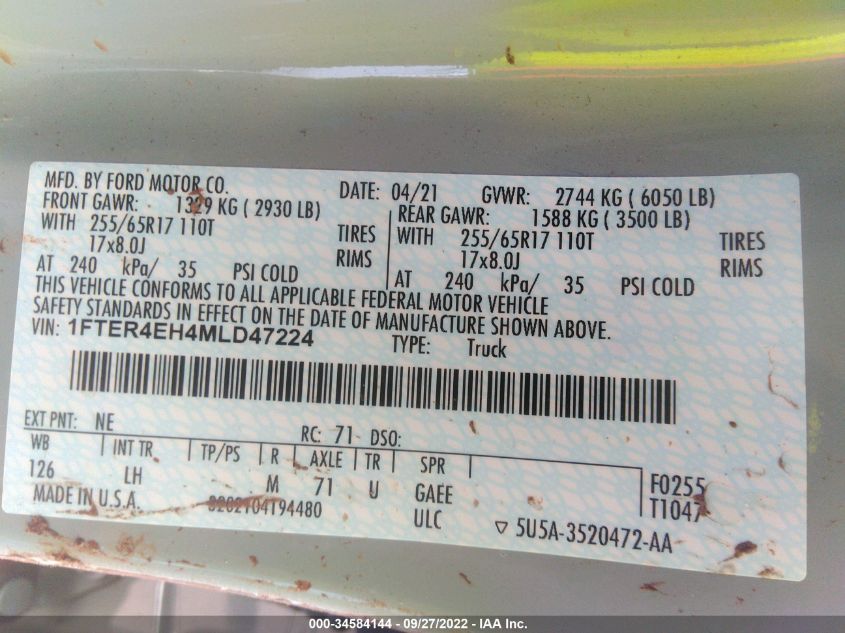 MFD. BY FORD MOTOR CO. DATE: 04/21 GVWR: 2744 KG ( 6050 LB)
FRONT GAWR: 1329 KG ( 2930 LB) REAR GAWR: 1588 KG ( 3500 LB)
WITH 255/65R17 110T TIRES WITH 255/65R17 110T TIRES
17x8.0J RIMS 17x8.0J RIMS
AT 240 kPa/ 35 PSI COLD AT 240 kPa/ 35 PSI COLD
THIS VEHICLE CONFORMS TO ALL APPLICABLE FEDERAL MOTOR VEHICLE
SAFETY STANDARDS IN EFFECT ON THE DATE OF MANUFACTURE SHOWN ABOVE.
VIN: 1FTER4EH4MLD47224 TYPE: Truck
EXT PNT: NE RC: 71 DSO:
WB INT TR TP/PS R AXLE TR SPR
126 LH M 71 U GAEE F0255
MADE IN U.S.A. ULC T1047
5U5A-3520472-AA
000-34584144 - 09/27/2022 - IAA Inc.